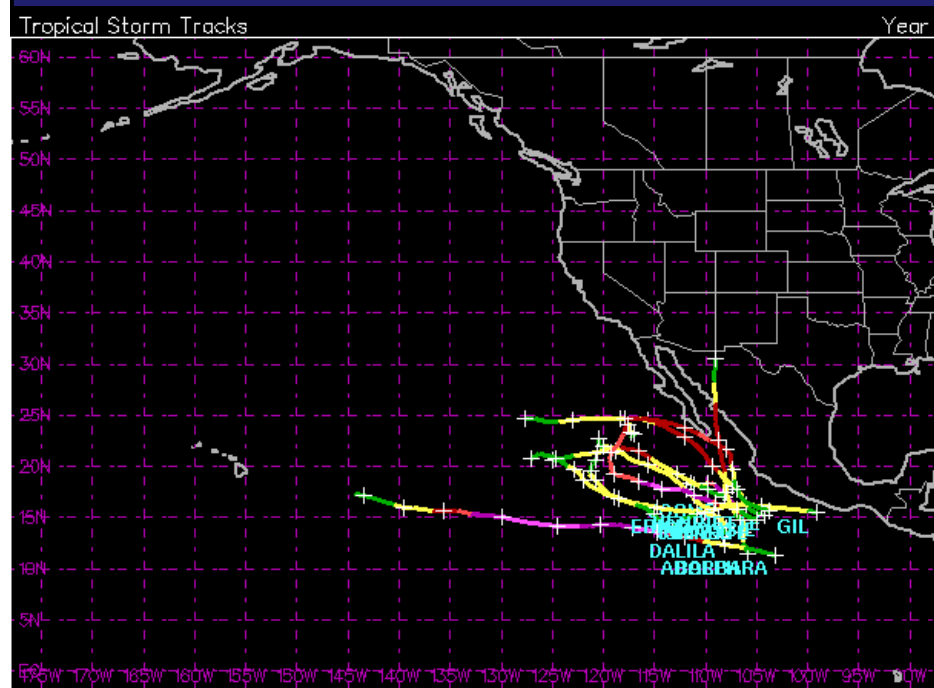 Tropical Storm Tracks
Year
60N
55N
50N
45N
40N
35N
30N
25N
20N
15N
GIL
DALILA
10N
5N
EQ
175W 170W 165W 160W 155W 150W 145W 140W 135W 130W 125W 120W 115W 110W 105W 100W 95W 90W